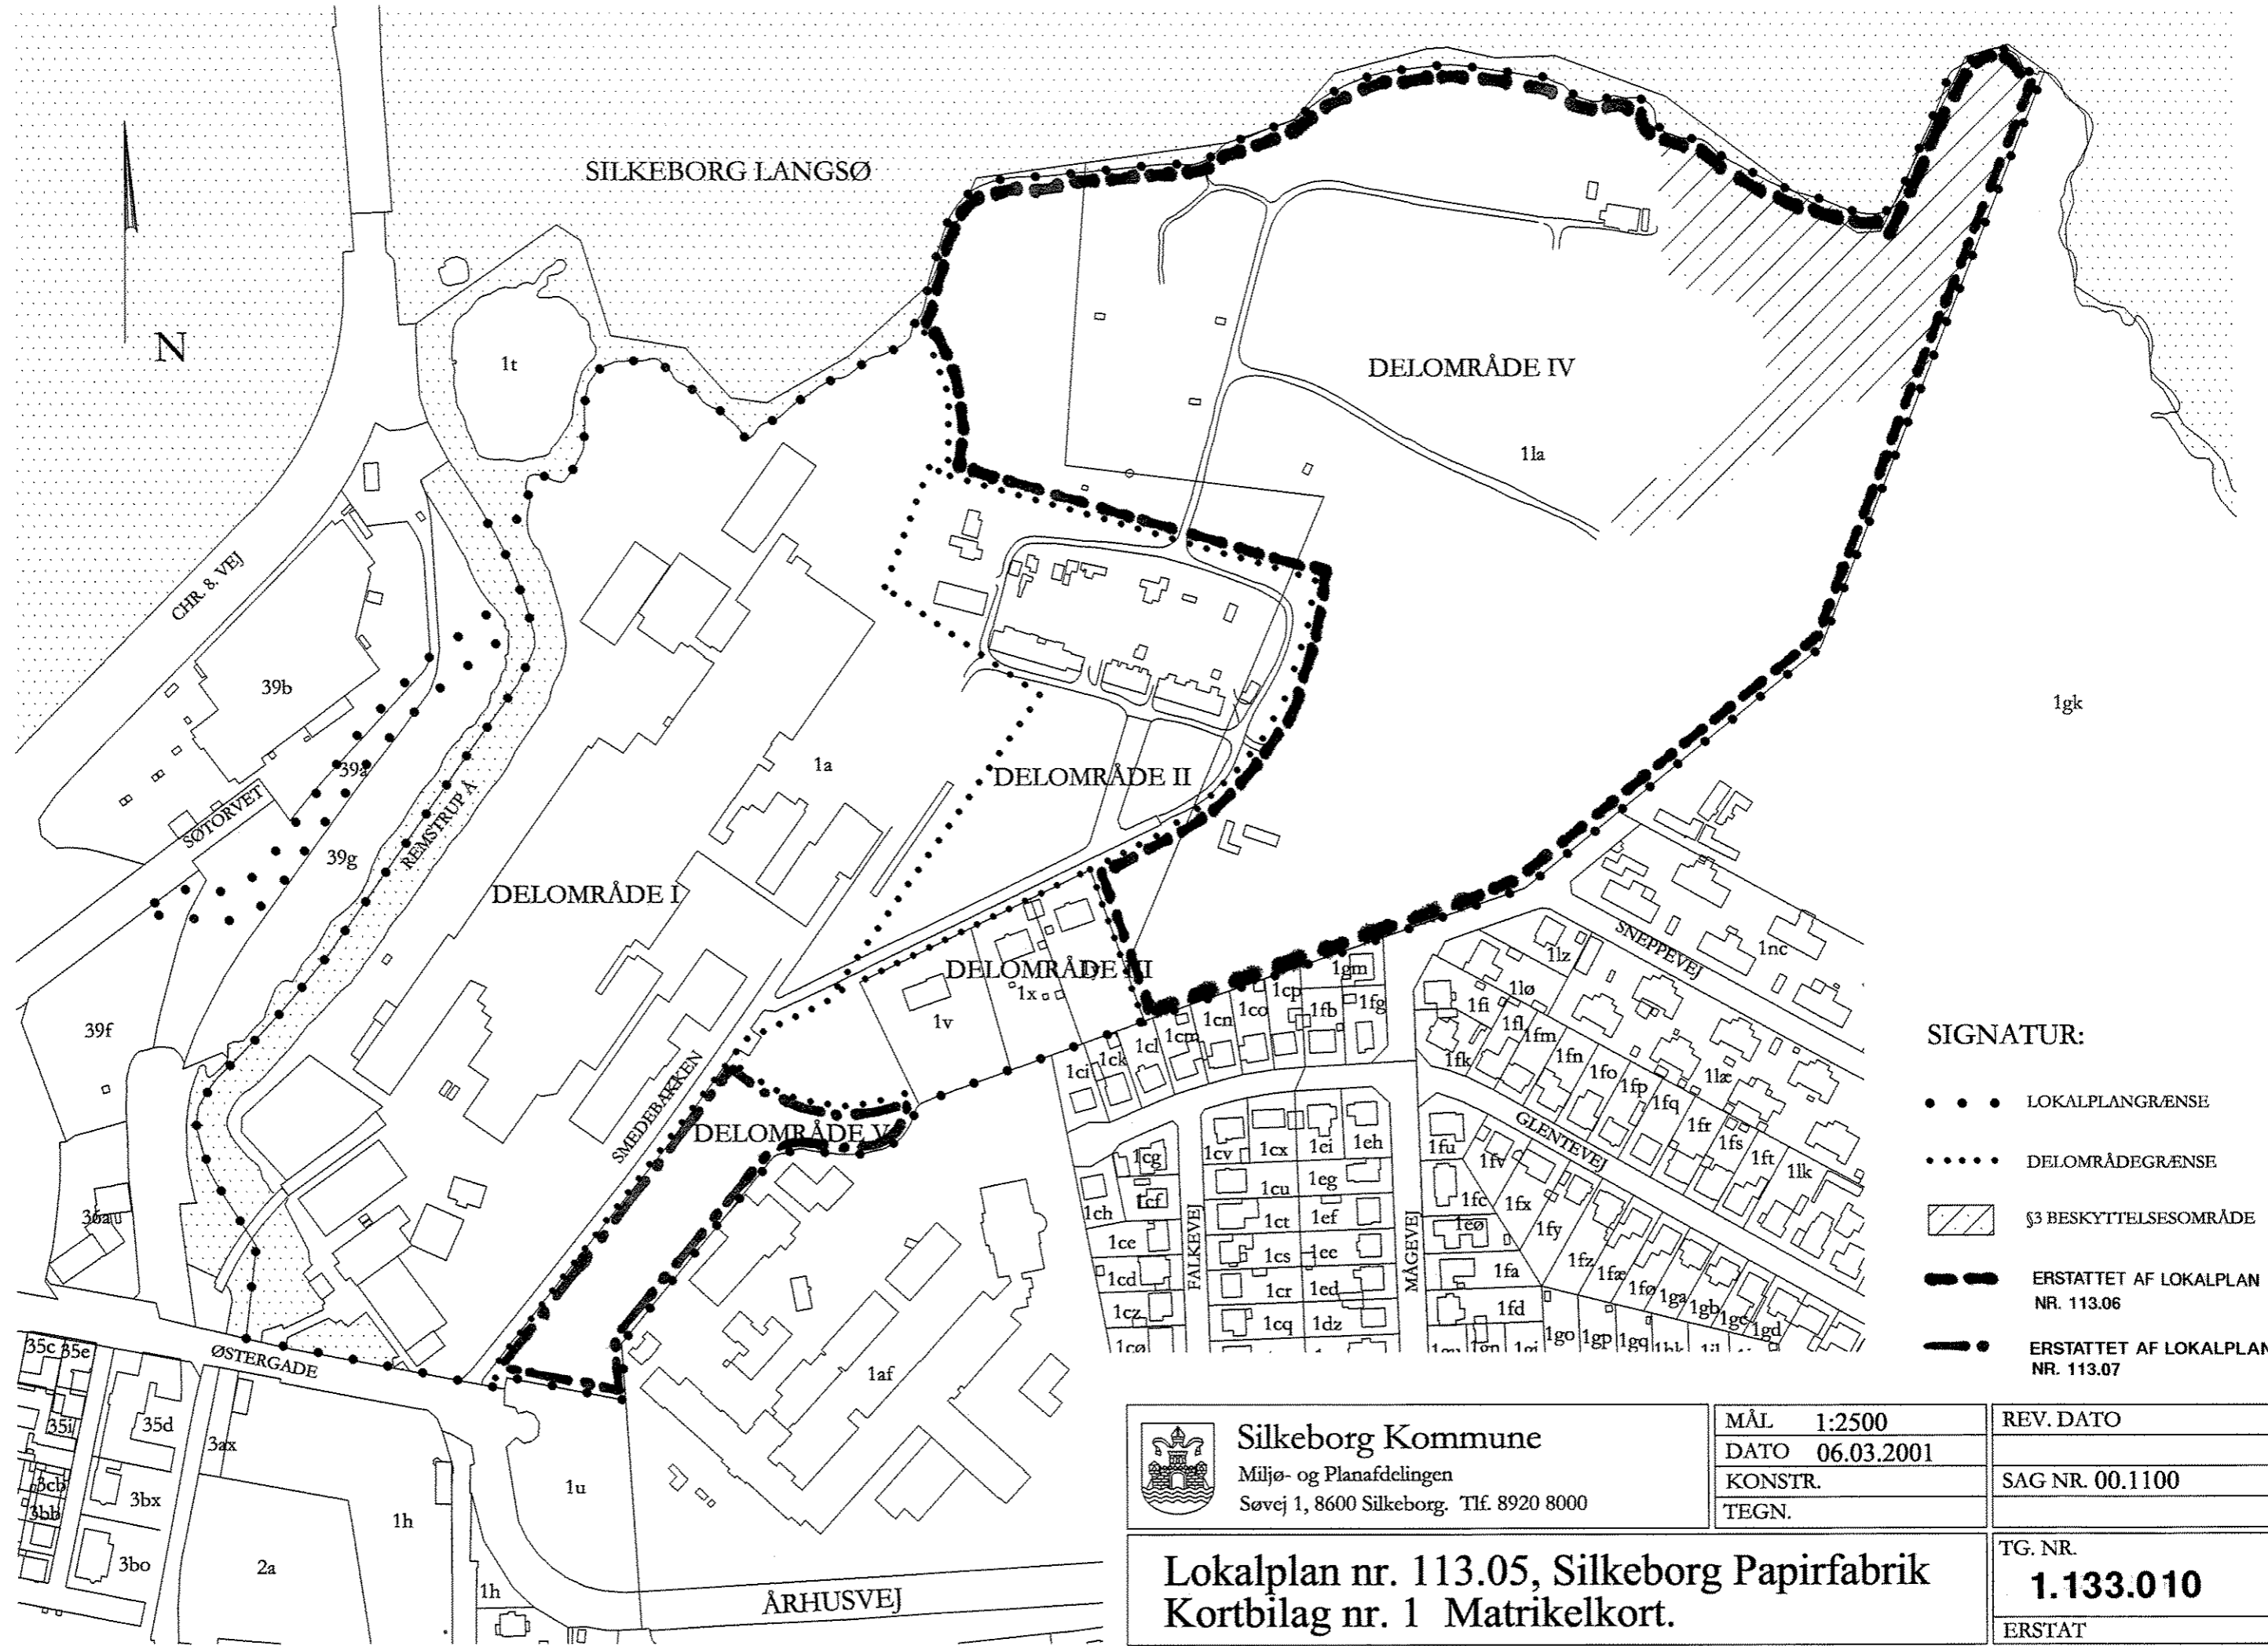 SILKEBORG LANGSØ
N
1t
DELOMRÅDE IV
1la
CHR. 8. VEJ
39b
1gk
39a
1a
DELOMRÅDE II
SØTORVET
REMSTRUP Å
39g
DELOMRÅDE I
SNEPPEVEJ
1nc
1lz
DELOMRÅDE III
1gm
1lø
1x
1cp
1fi
1v
1co
1fb
1fg
39f
1cn
1fl
1fm
1cm
1cl
1ck
1ci
1fk
1fn
1fo
1fp
1læ
1fq
1fr
1fs
1ft
1lk
SMEDEBAKKEN
DELOMRÅDE V
GLENTEVEJ
1cg
1cv
1cx
1ei
1eh
1fu
1fv
1cf
1cu
1eg
1ch
1ct
1ef
1fc
1fx
1eø
1fy
36au
1ce
1cs
1ee
FALKEVEJ
MÅGEVEJ
1cd
1cr
1ed
1fa
1fz
1fæ
1fø
1ga
1gb
1gc
1gd
1cz
1cq
1dz
1fd
1cø
1go
1gp
1gq
SIGNATUR:
LOKALPLANGRÆNSE
DELOMRÅDEGRÆNSE
§3 BESKYTTELSESOMRÅDE
ERSTATTET AF LOKALPLAN
NR. 113.06
ERSTATTET AF LOKALPLAN
NR. 113.07
35c
35e
ØSTERGADE
35i
35d
3ax
1af
3cb
3bb
3bx
1u
1h
3bo
2a
1h
ÅRHUSVEJ
Silkeborg Kommune
Miljø- og Planafdelingen
Søvej 1, 8600 Silkeborg. Tlf. 8920 8000
MÅL 1:2500
DATO 06.03.2001
KONSTR.
TEGN.
REV. DATO
SAG NR. 00.1100
Lokalplan nr. 113.05, Silkeborg Papirfabrik
Kortbilag nr. 1 Matrikelkort.
TG. NR.
1.133.010
ERSTAT